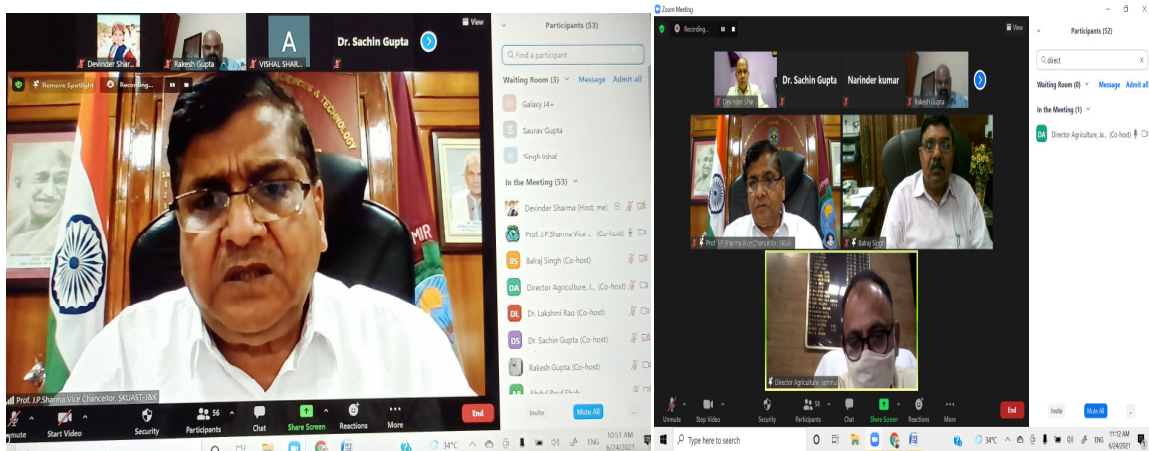 View
Devinder Shar...
Rakesh Gupta
VISHAL SHAR...
A
Dr. Sachin Gupta
Remove Spotlight
Recording...
& TECHNOLOGY
MIR
Prof. J.P.Sharma Vice Chancellor, SKUAST-J&K
Participants (53)
Find a participant
Waiting Room (3)
Message
Admit all
Galaxy J4+
S
Saurav Gupta
Singh Iqbal
In the Meeting (53)
Devinder Sharma (Host, me)
Prof. J.P.Sharma Vice... (Co-host)
BS
Balraj Singh (Co-host)
DA
Director Agriculture, J... (Co-host)
DL
Dr. Lakshmi Rao (Co-host)
DS
Dr. Sachin Gupta (Co-host)
Rakesh Gupta (Co-host)
Invite
Mute All
...
Start Video
Security
56
Participants
Chat
Share Screen
Reactions
More
End
34°C
ENG
10:51 AM
6/24/2021
Zoom Meeting
Recording...
View
Devinder Shar
Dr. Sachin Gupta
Narinder kumar
Rakesh Gupta
Prof. J.P.Sharma Vice Chancellor, SKUA
Balraj Singh
Director Agriculture, Jammu
Participants (52)
direct
X
Waiting Room (0)
Message
Admit all
In the Meeting (1)
DA
Director Agriculture, Ja... (Co-host)
Invite
Mute All
...
Unmute
Stop Video
Security
53
Participants
Chat
Share Screen
Reactions
More
End
Type here to search
34°C
ENG
11:12 AM
6/24/2021